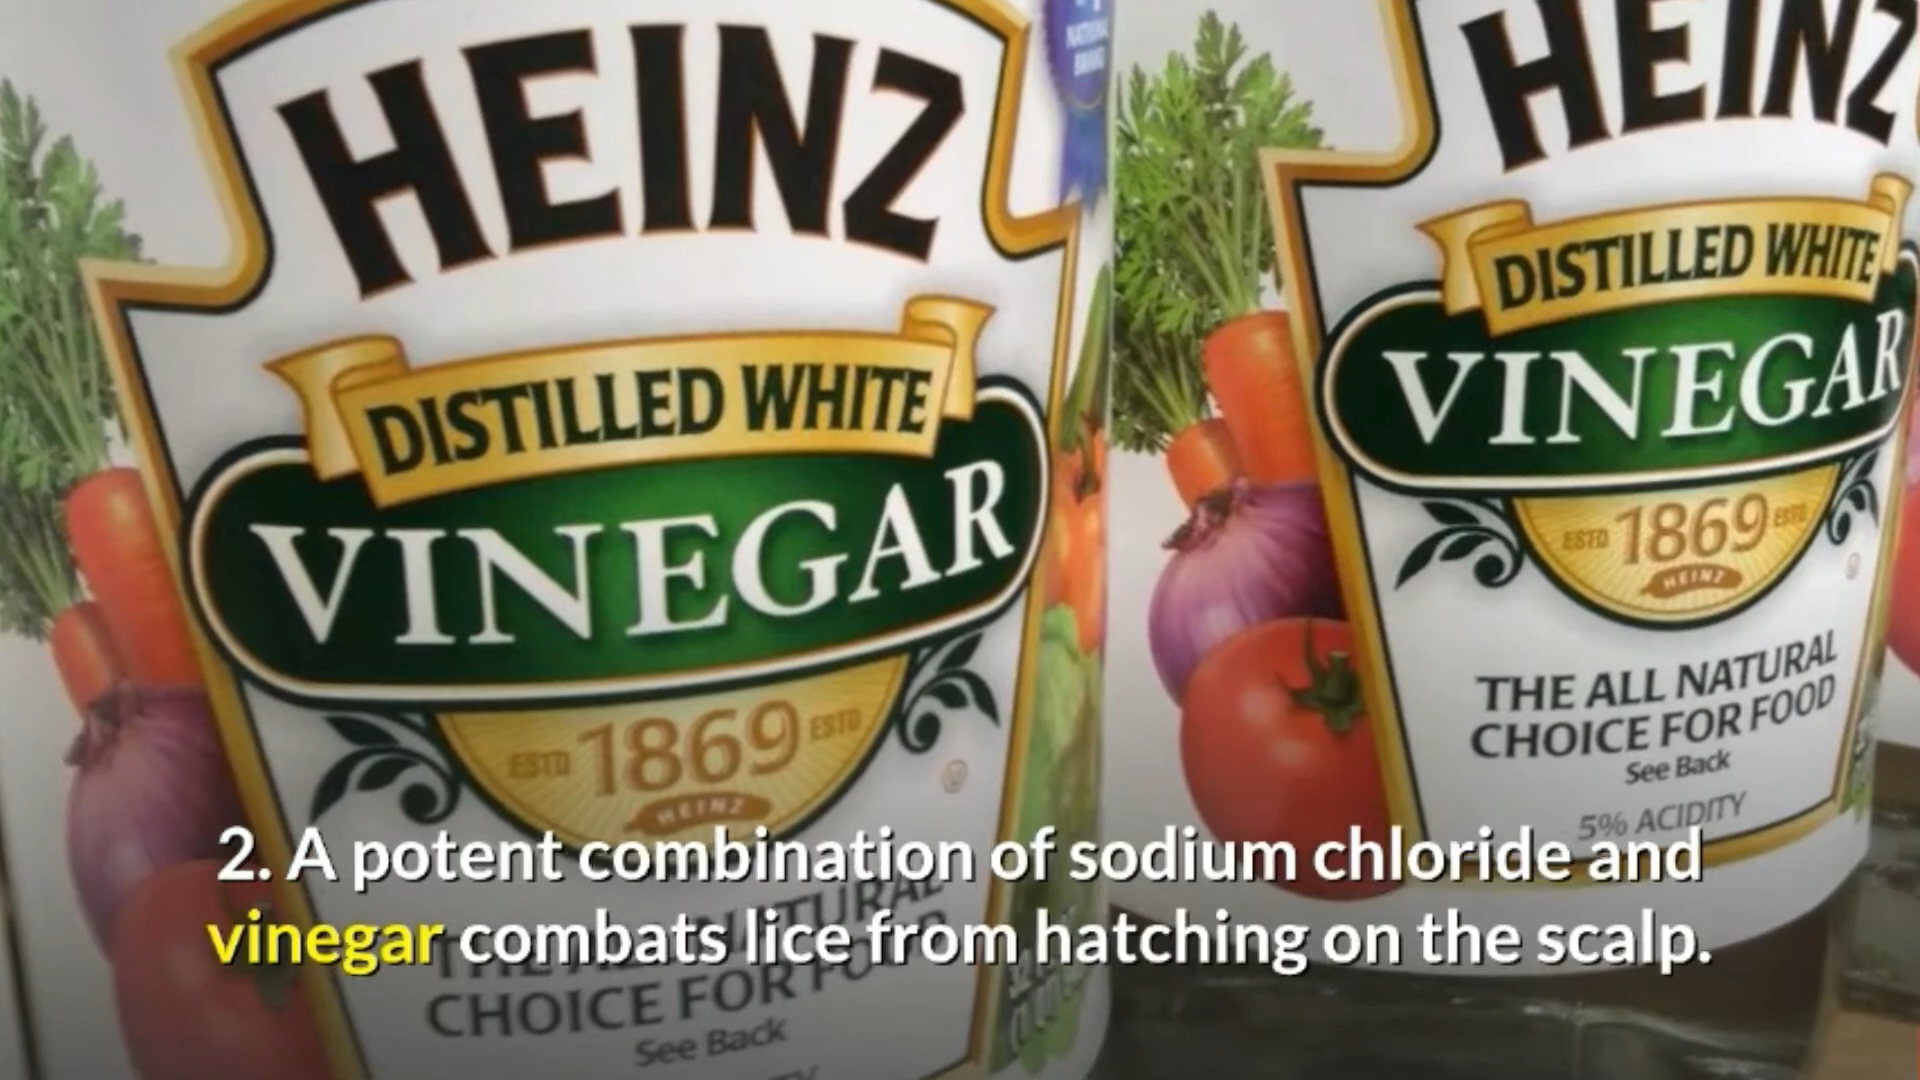 HEINZ
DISTILLED WHITE
VINEGAR
ESTD 1869 ESTD
HEINZ
CHOICE FOR FOOD
See Back
NATIONAL
BRAND
HEINZ
DISTILLED WHITE
VINEGAR
ESTD 1869 ESTD
HEINZ
THE ALL NATURAL
CHOICE FOR FOOD
See Back
5% ACIDITY
2. A potent combination of sodium chloride and
vinegar combats lice from hatching on the scalp.